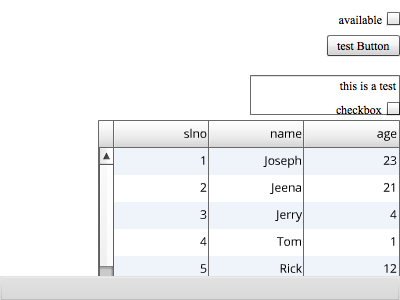 available
test Button
this is a test
checkbox
slno name age
1 Joseph 23
2 Jeena 21
3 Jerry 4
4 Tom 1
5 Rick 12